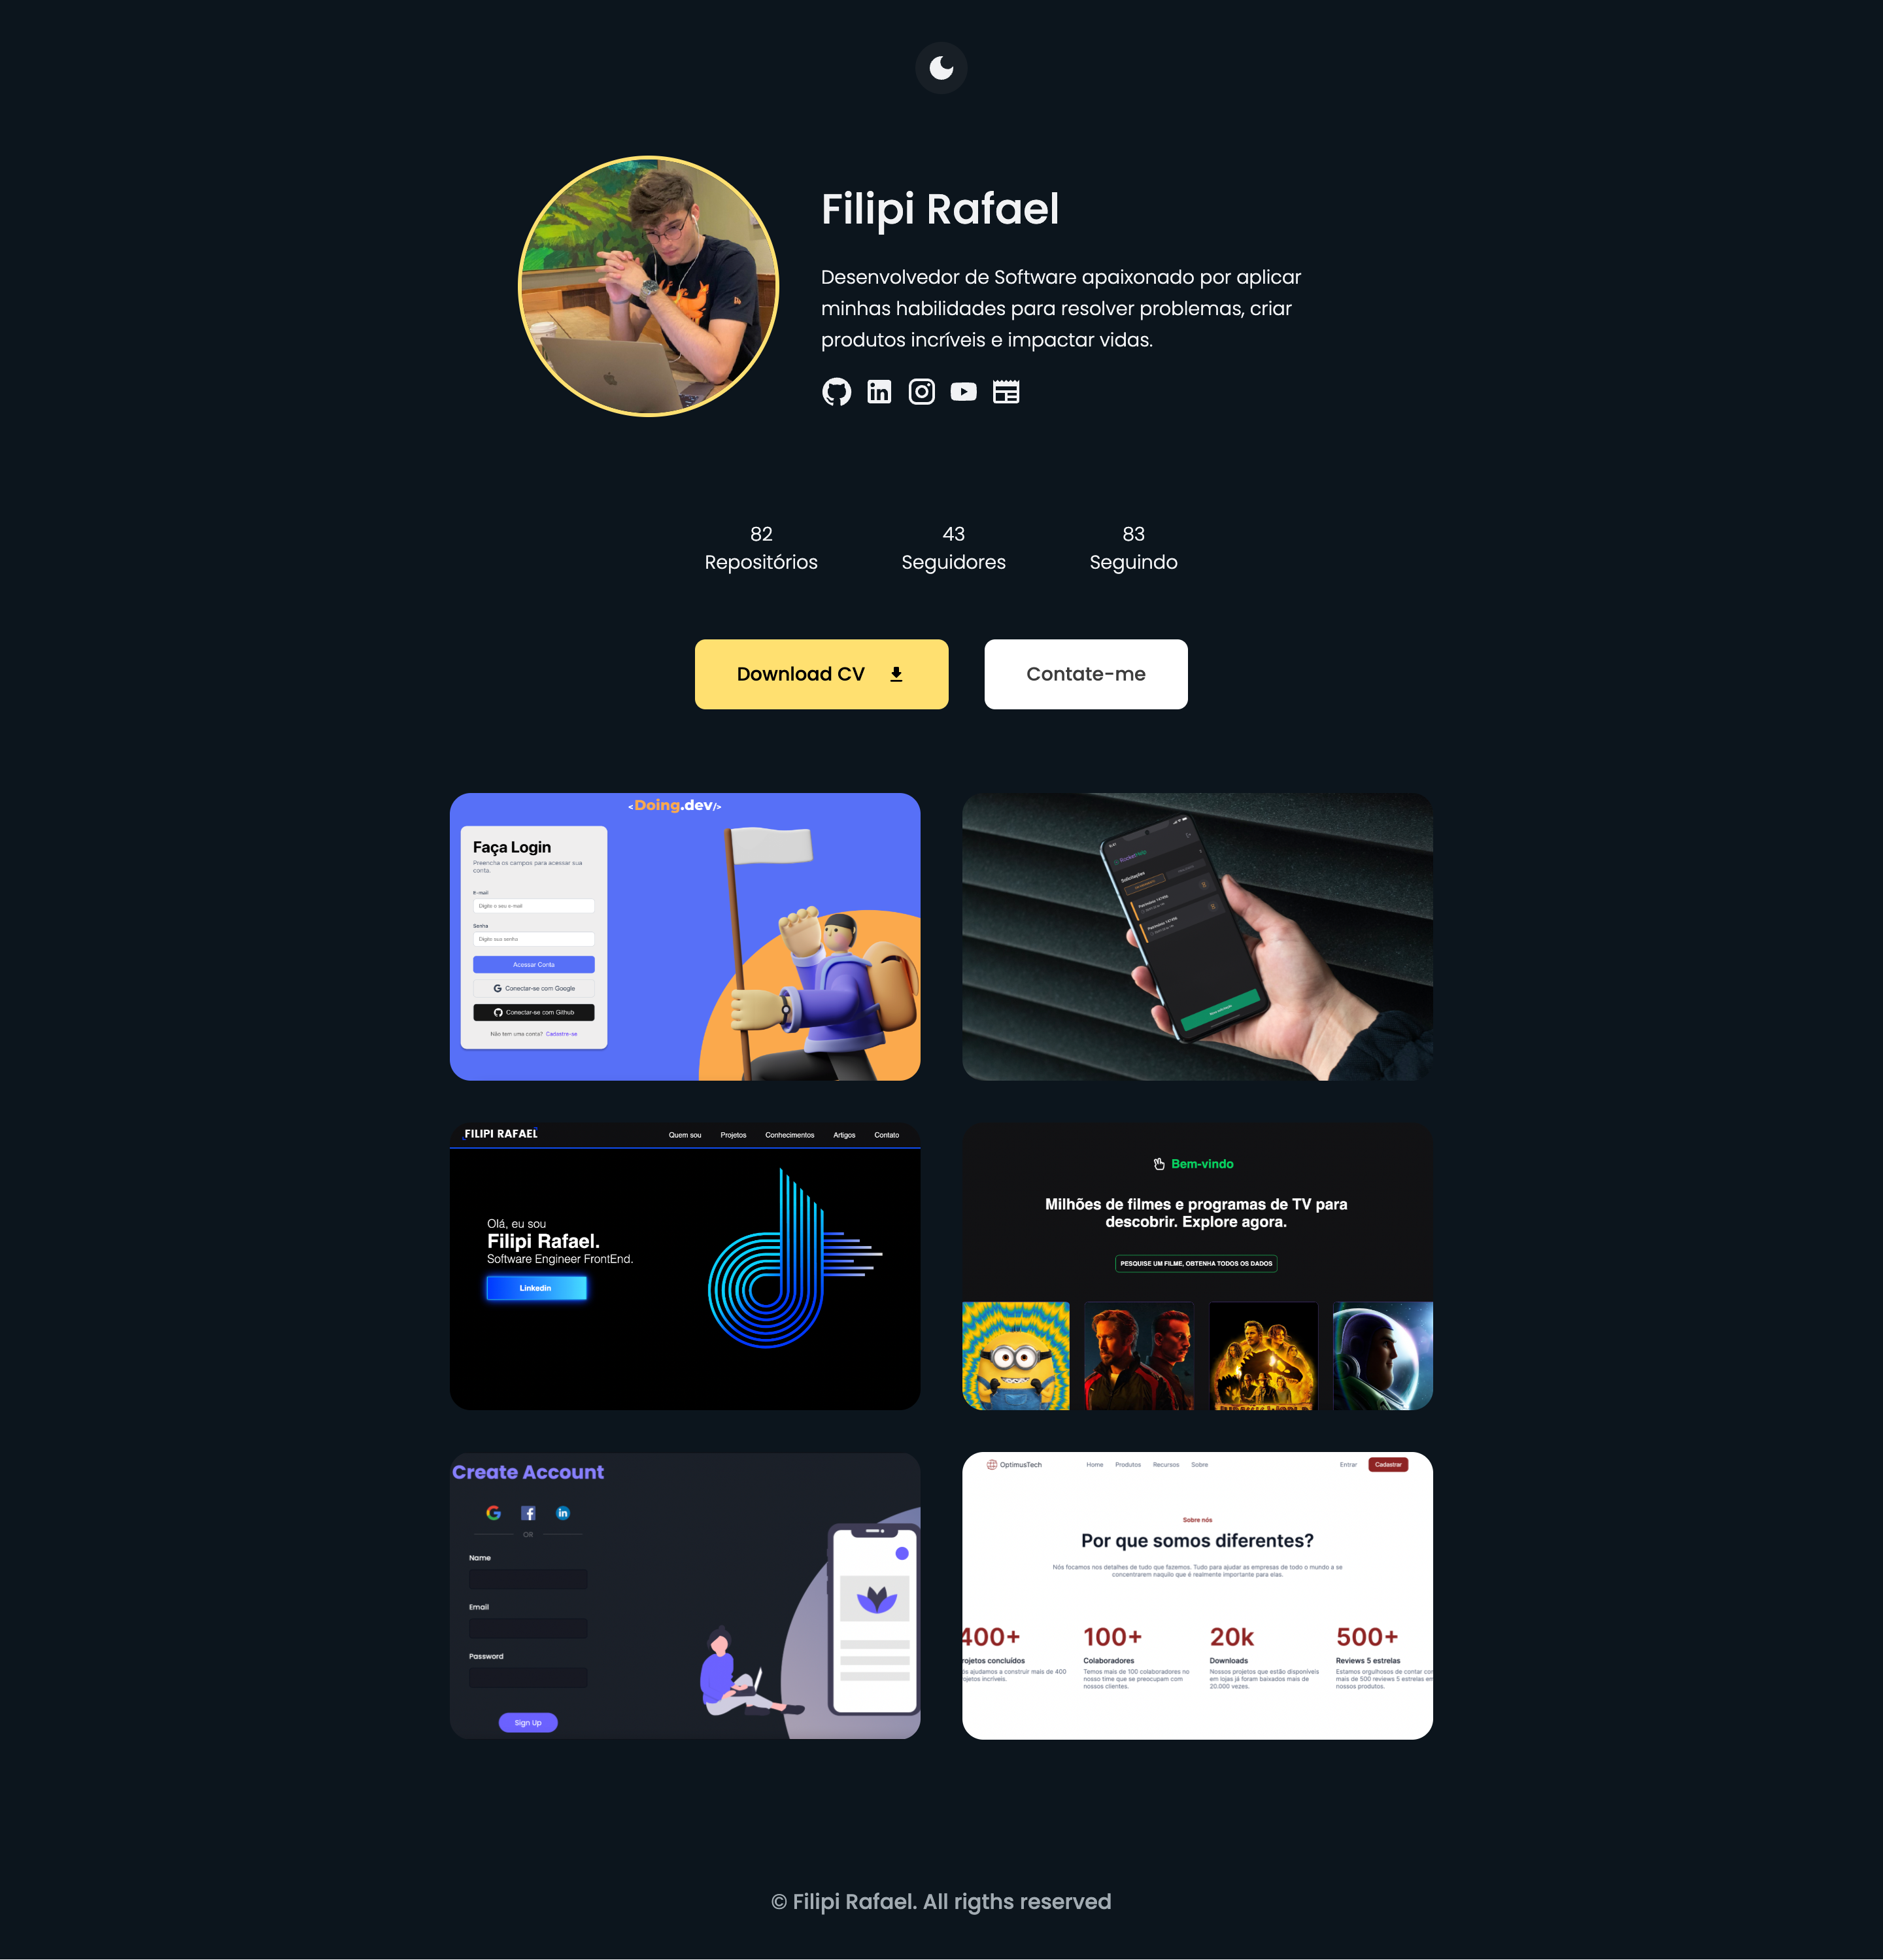 Filipi Rafael
Desenvolvedor de Software apaixonado por aplicar
minhas habilidades para resolver problemas, criar
produtos incríveis e impactar vidas.
82
Repositórios
43
Seguidores
83
Seguindo
Download CV
Contate-me
<Doing.dev/>
Faça Login
Preencha os campos para acessar sua
conta.
E-mail
Digite o seu e-mail
Senha
Digite sua senha
Acessar Conta
Conectar-se com Google
Conectar-se com Github
Não tem uma conta? Cadastre-se
Solicitações
FILIPI RAFAEL
Quem sou
Projetos
Conhecimentos
Artigos
Contato
Olá, eu sou
Filipi Rafael.
Software Engineer FrontEnd.
Linkedin
Bem-vindo
Milhões de filmes e programas de TV para
descobrir. Explore agora.
PESQUISE UM FILME, OBTENHA TODOS OS DADOS
Create Account
OR
Name
Email
Password
Sign Up
OptimusTech
Home
Produtos
Recursos
Sobre
Entrar
Cadastrar
Sobre nós
Por que somos diferentes?
Nós focamos nos detalhes de tudo que fazemos. Tudo para ajudar as empresas de todo o mundo a se
concentrarem naquilo que é realmente importante para elas.
400+
rojetos concluídos
ós ajudamos a construir mais de 400
ojetos incríveis.
100+
Colaboradores
Temos mais de 100 colaboradores no
nosso time que se preocupam com
nossos clientes.
20k
Downloads
Nossos projetos que estão disponíveis
em lojas já foram baixados mais de
20.000 vezes.
500+
Reviews 5 estrelas
Estamos orgulhosos de contar co
mais de 500 reviews 5 estrelas e
nossos produtos.
© Filipi Rafael. All rigths reserved